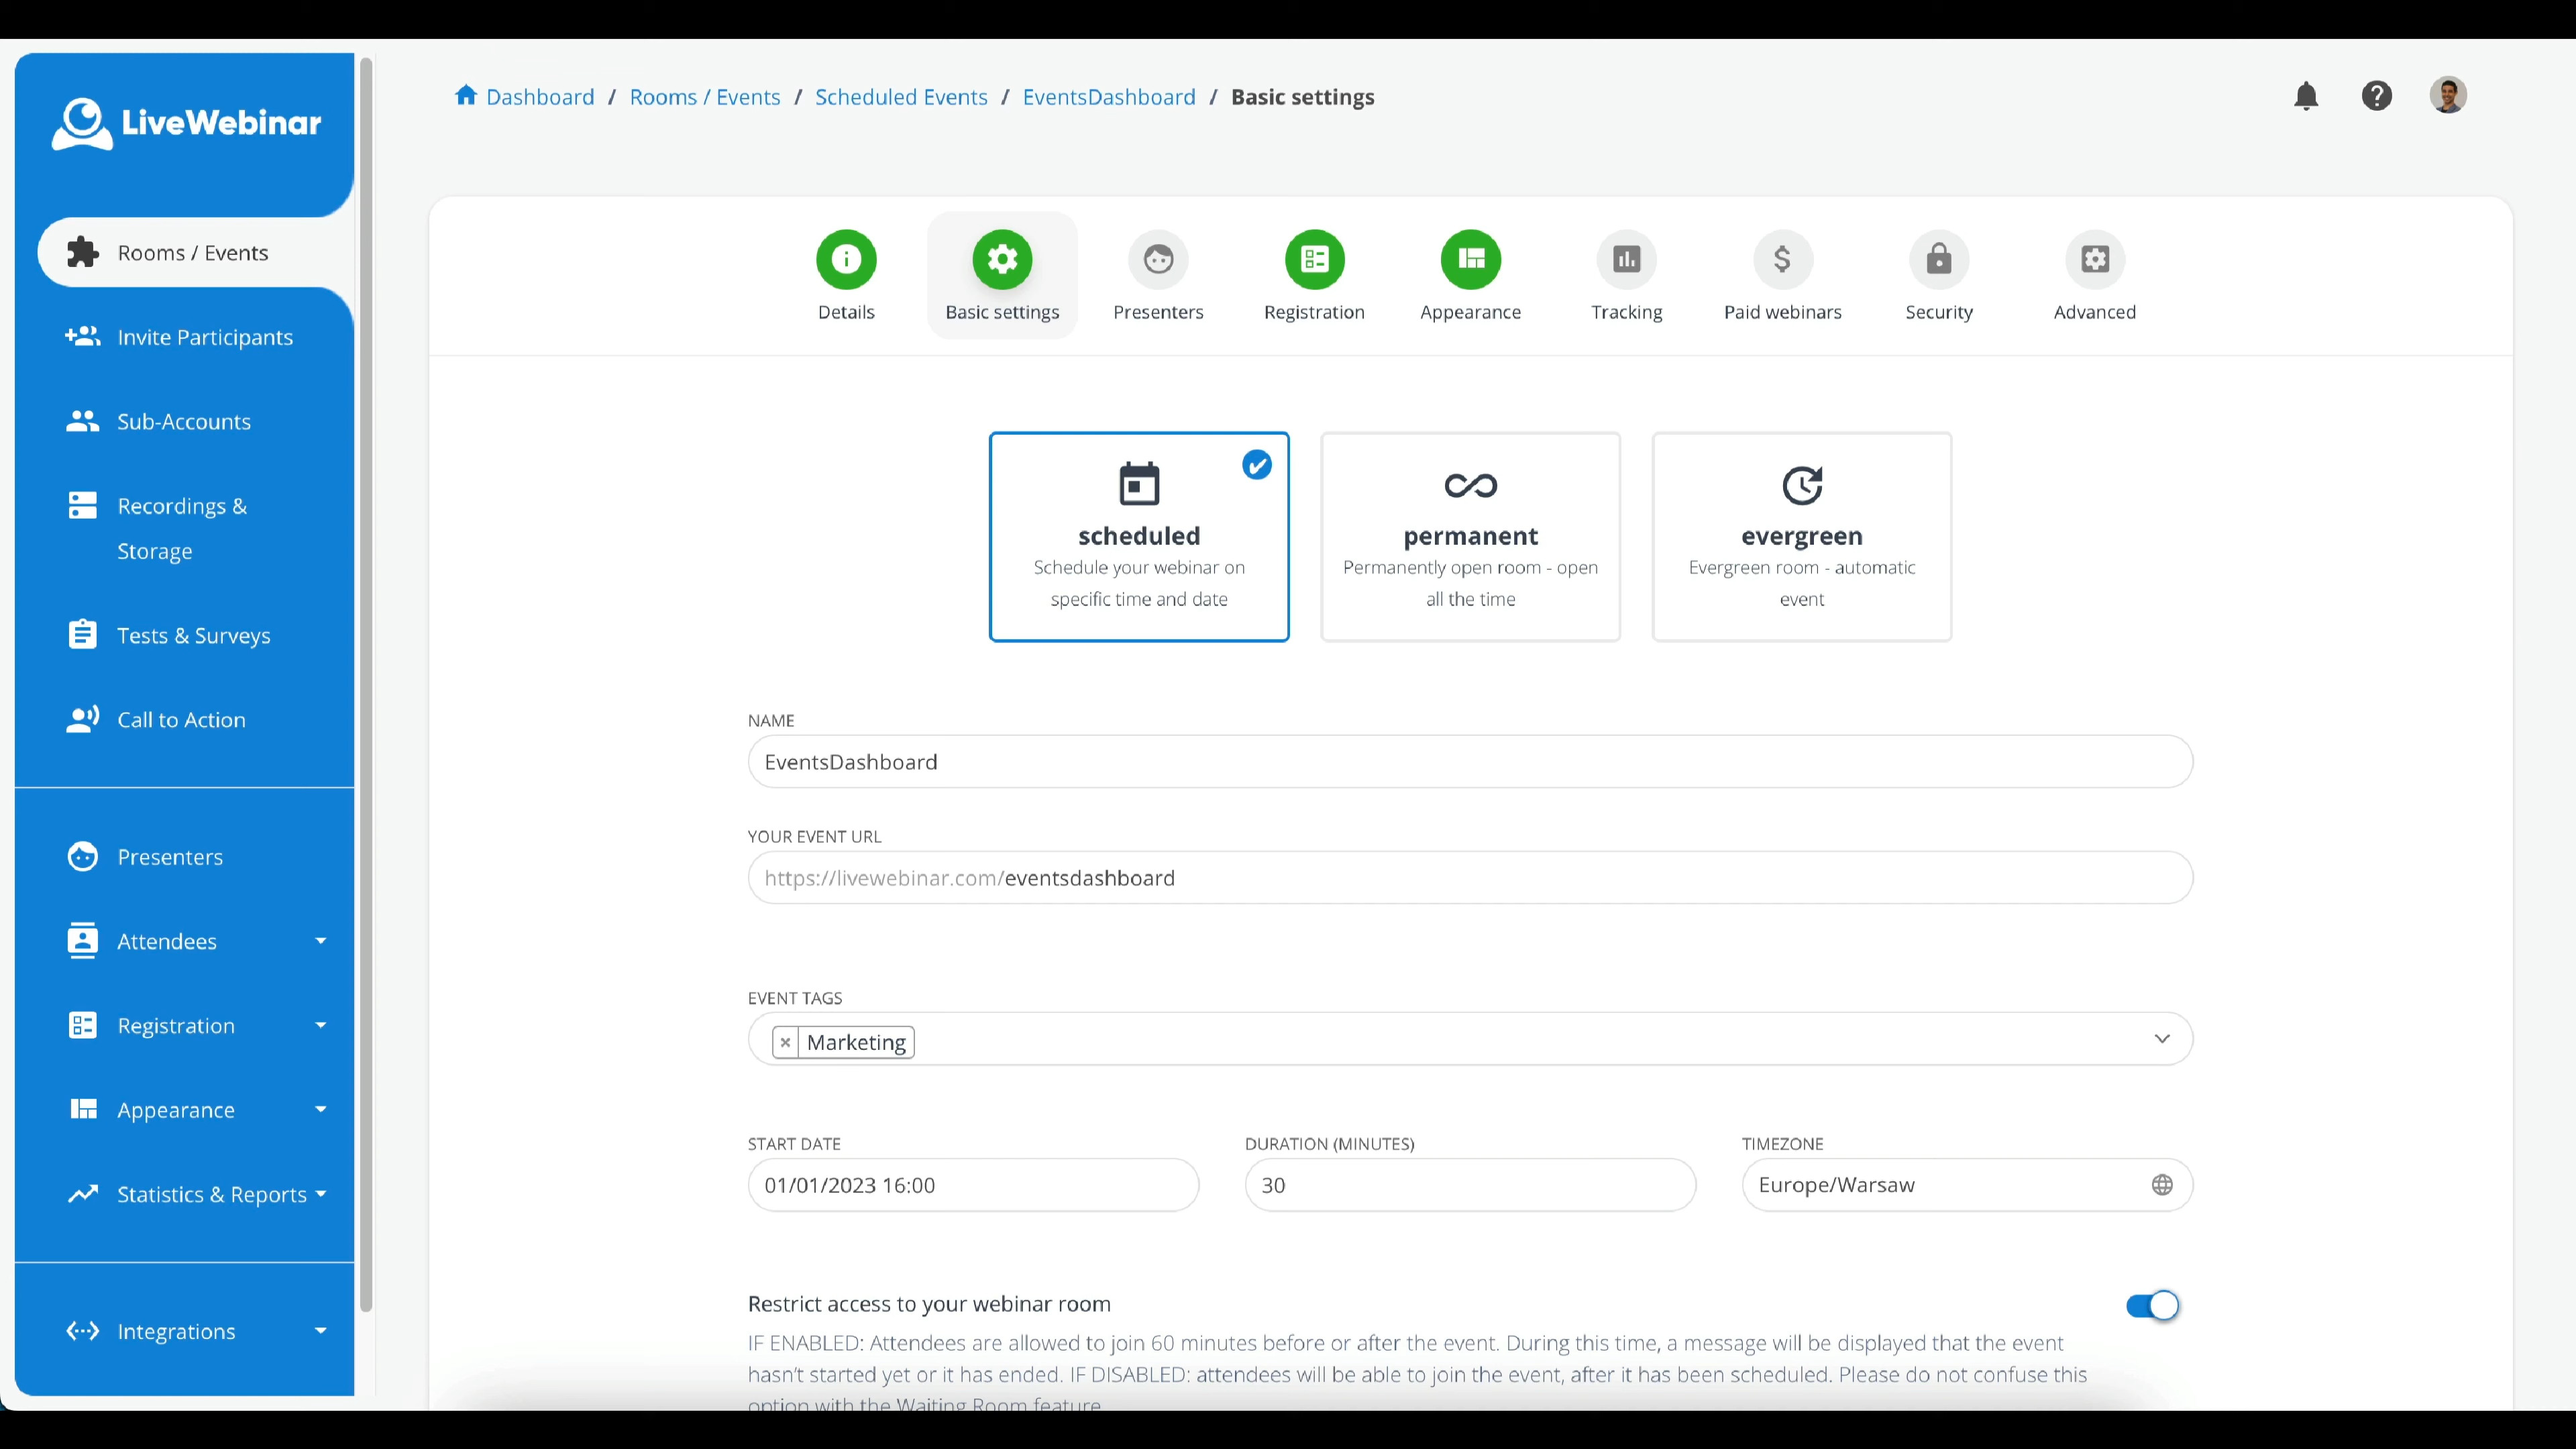 LiveWebinar
Rooms / Events
Invite Participants
Sub-Accounts
Recordings &
Storage
Tests & Surveys
Call to Action
Presenters
Attendees
Registration
Appearance
Statistics & Reports
Integrations
Dashboard / Rooms / Events / Scheduled Events / EventsDashboard / Basic settings
Details
Basic settings
Presenters
Registration
Appearance
Tracking
Paid webinars
Security
Advanced
scheduled
Schedule your webinar on
specific time and date
permanent
Permanently open room - open
all the time
evergreen
Evergreen room - automatic
event
NAME
EventsDashboard
YOUR EVENT URL
https://livewebinar.com/eventsdashboard
EVENT TAGS
× Marketing
START DATE
01/01/2023 16:00
DURATION (MINUTES)
30
TIMEZONE
Europe/Warsaw
Restrict access to your webinar room
IF ENABLED: Attendees are allowed to join 60 minutes before or after the event. During this time, a message will be displayed that the event
hasn't started yet or it has ended. IF DISABLED: attendees will be able to join the event, after it has been scheduled. Please do not confuse this
option with the Waiting Room feature